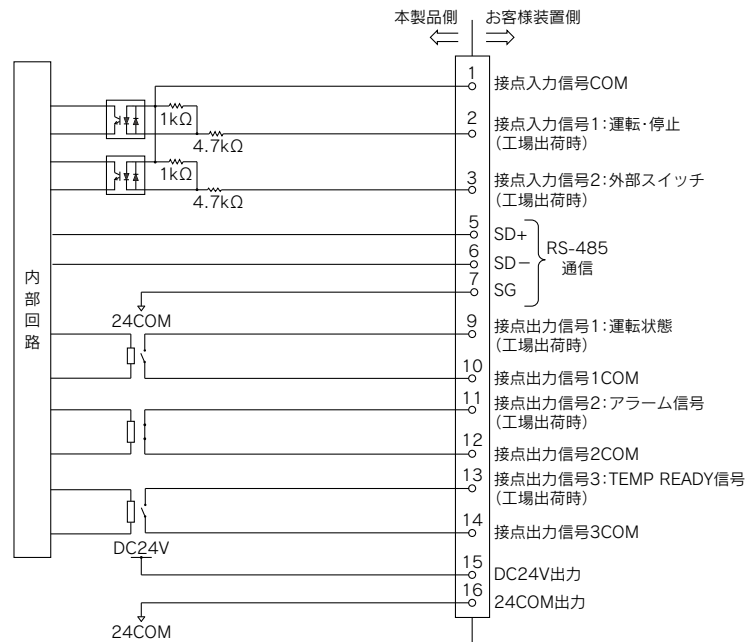 本製品側 お客様装置側
1 接点入力信号COM
1kΩ
2 接点入力信号1:運転・停止
(工場出荷時)
4.7kΩ
1kΩ
3 接点入力信号2:外部スイッチ
(工場出荷時)
4.7kΩ
5 SD+
6 SD−
RS-485
通信
7 SG
24COM
内部回路
9 接点出力信号1:運転状態
(工場出荷時)
10 接点出力信号1COM
11 接点出力信号2:アラーム信号
(工場出荷時)
12 接点出力信号2COM
13 接点出力信号3:TEMP READY信号
(工場出荷時)
14 接点出力信号3COM
DC24V
15 DC24V出力
16 24COM出力
24COM